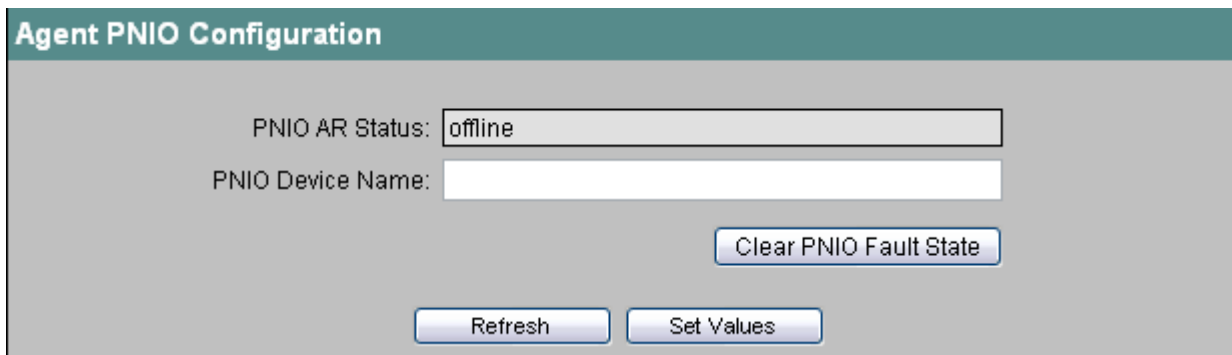 Agent PNIO Configuration
PNIO AR Status: offline
PNIO Device Name:
Clear PNIO Fault State
Refresh Set Values